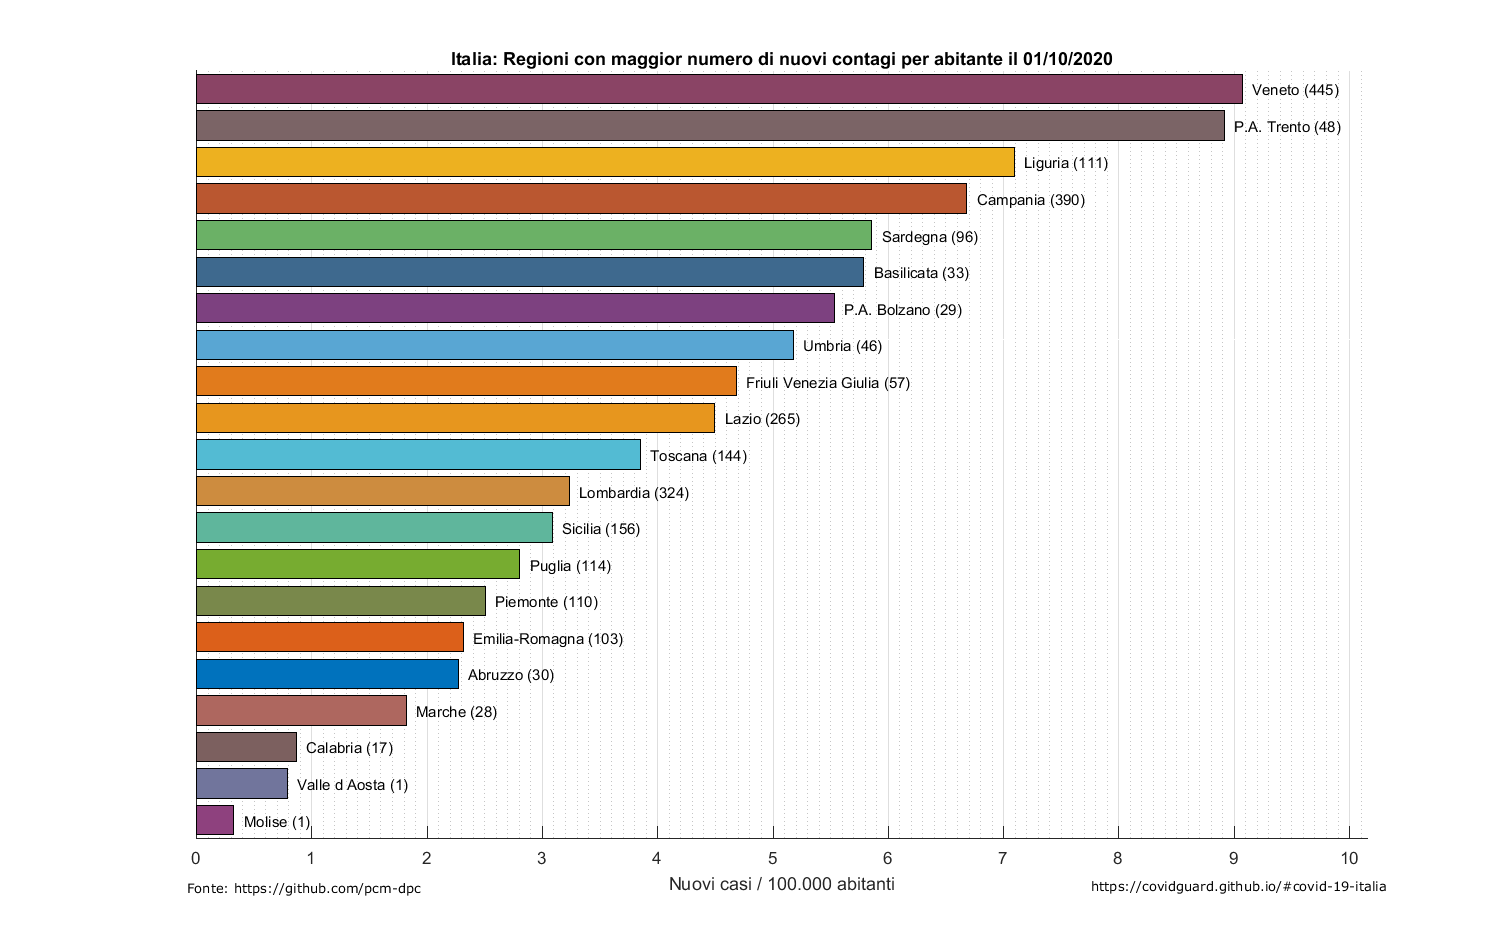 Italia: Regioni con maggior numero di nuovi contagi per abitante il 01/10/2020
Veneto (445)
P.A. Trento (48)
Liguria (111)
Campania (390)
Sardegna (96)
Basilicata (33)
P.A. Bolzano (29)
Umbria (46)
Friuli Venezia Giulia (57)
Lazio (265)
Toscana (144)
Lombardia (324)
Sicilia (156)
Puglia (114)
Piemonte (110)
Emilia-Romagna (103)
Abruzzo (30)
Marche (28)
Calabria (17)
Valle d Aosta (1)
Molise (1)
0 1 2 3 4 5 6 7 8 9 10
Nuovi casi / 100.000 abitanti
Fonte: https://github.com/pcm-dpc
https://covidguard.github.io/#covid-19-italia